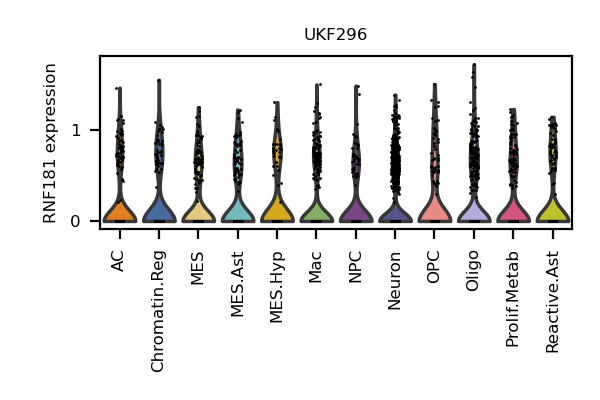 UKF296
RNF181 expression
1
0
AC
Chromatin.Reg
MES
MES.Ast
MES.Hyp
Mac
NPC
Neuron
OPC
Oligo
Prolif.Metab
Reactive.Ast